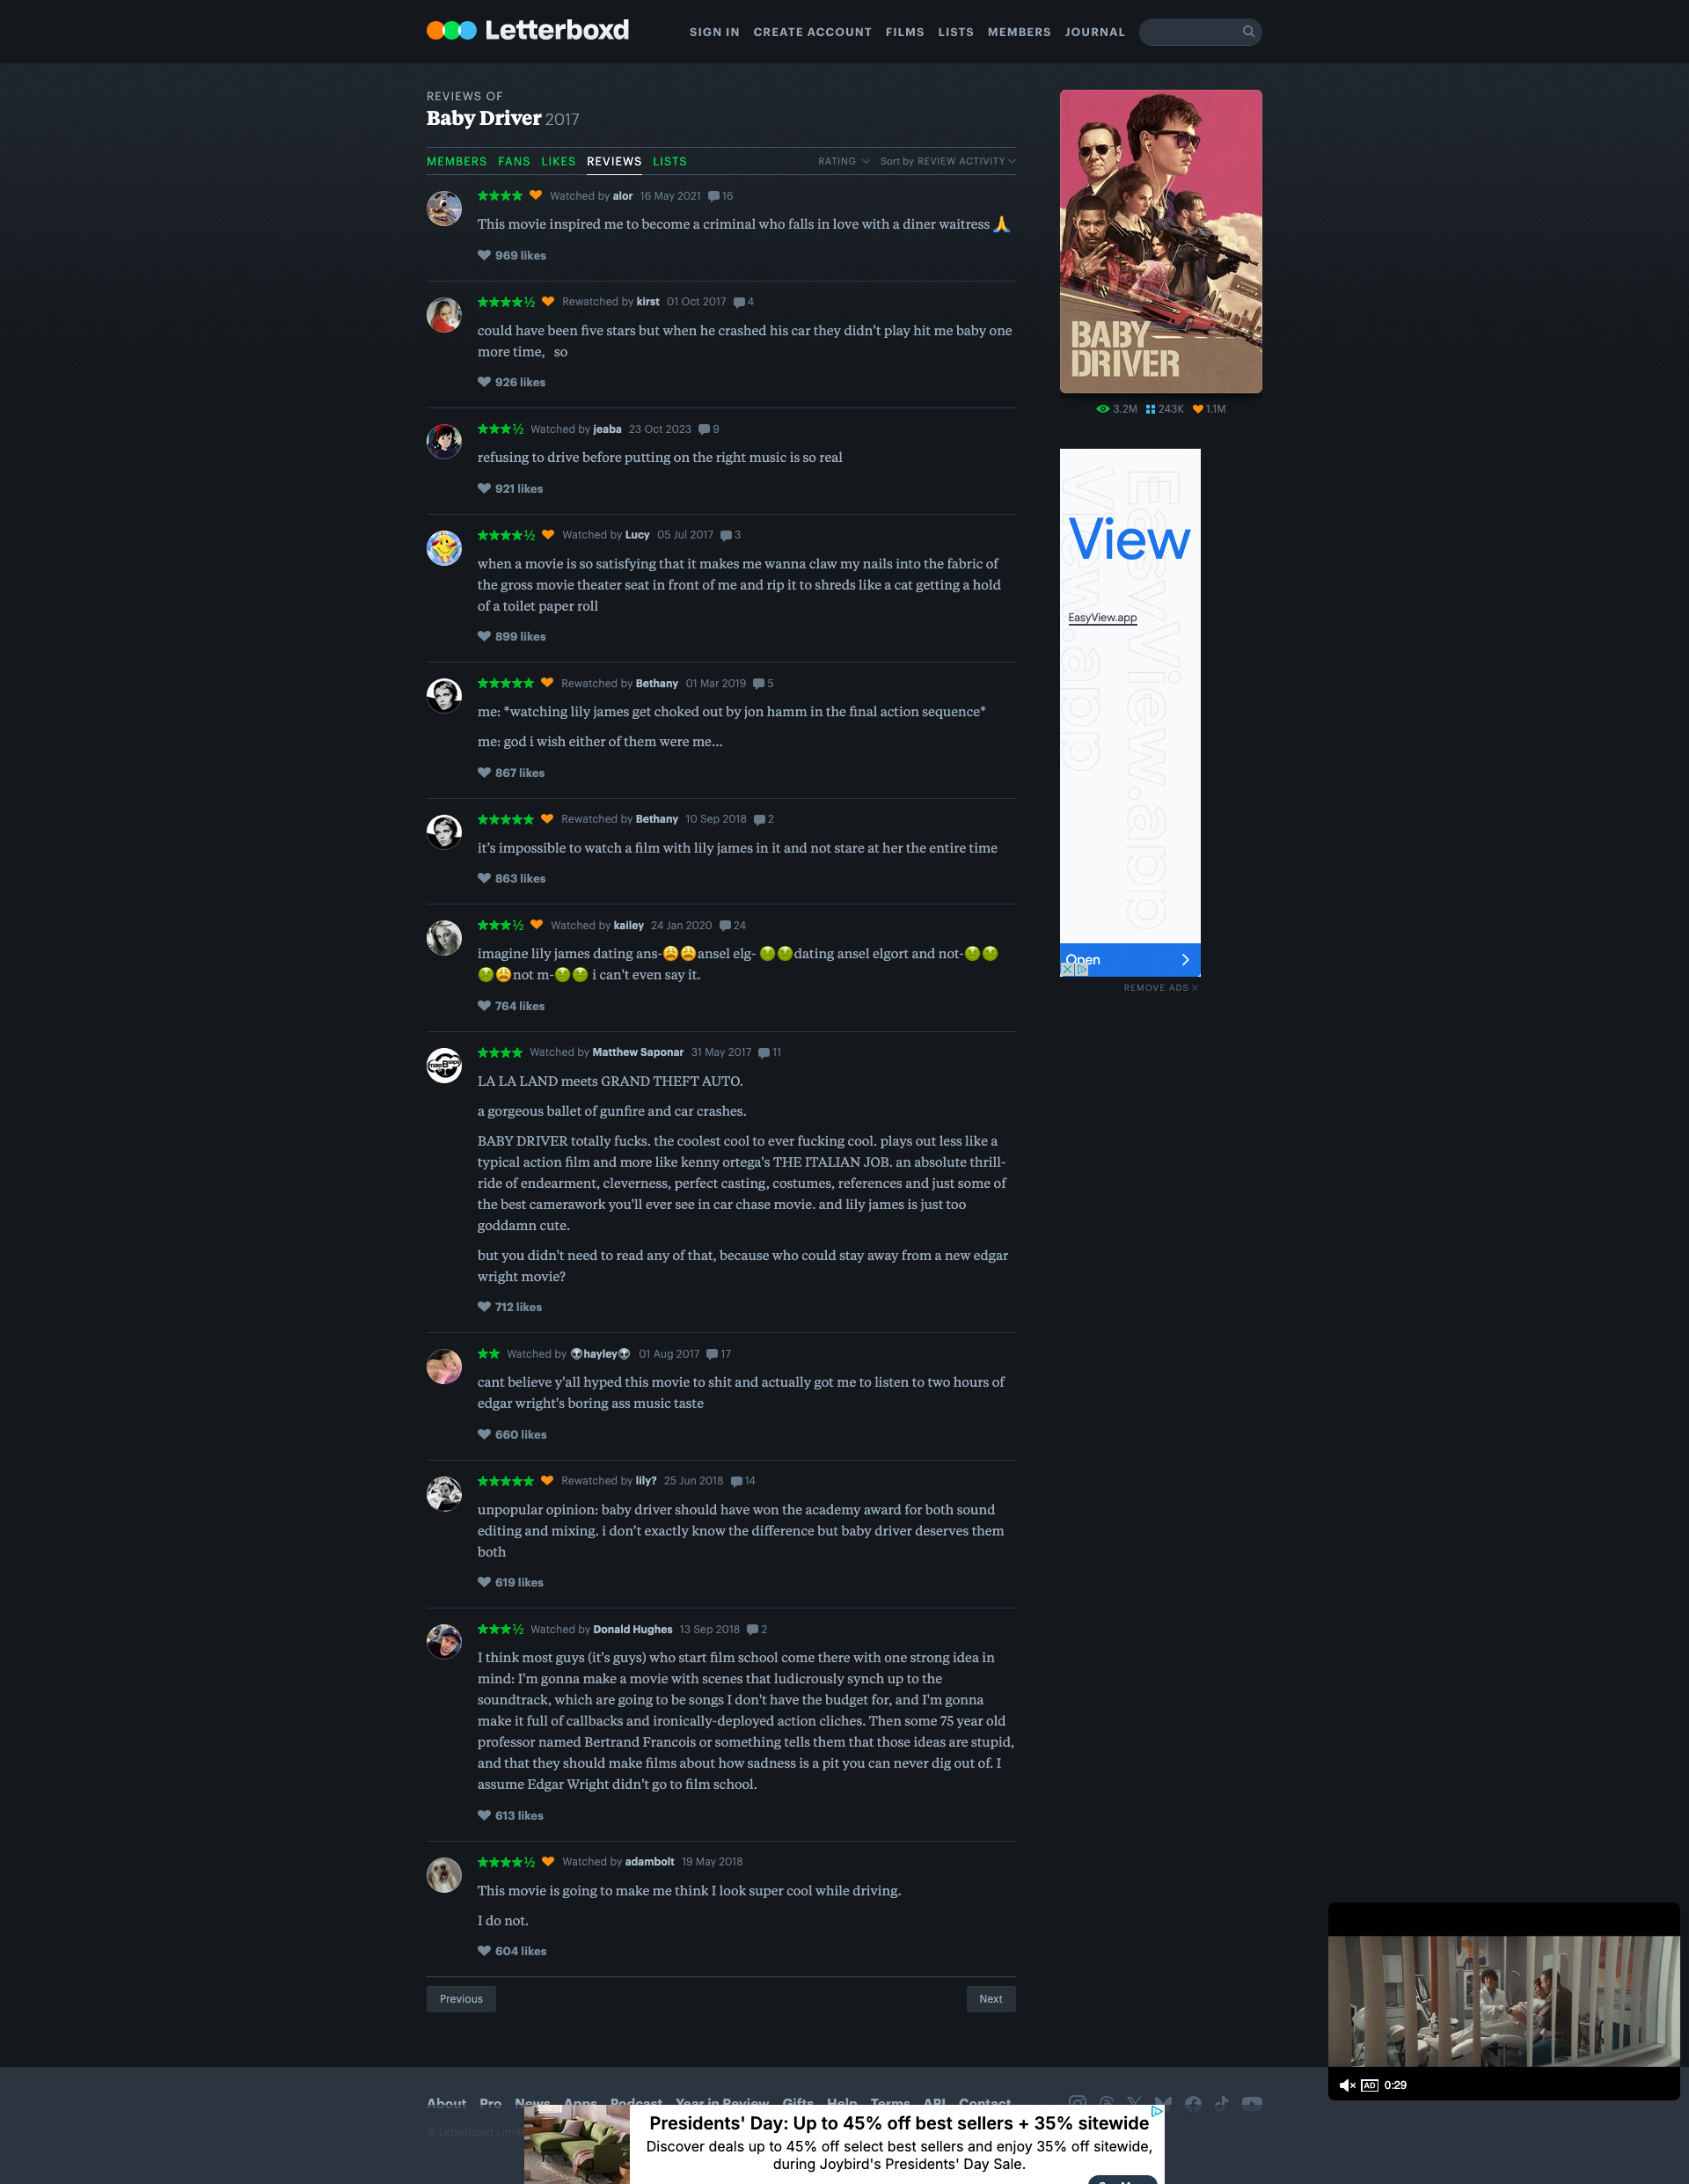 Letterboxd
SIGN IN CREATE ACCOUNT FILMS LISTS MEMBERS JOURNAL
REVIEWS OF
Baby Driver 2017
MEMBERS FANS LIKES REVIEWS LISTS RATING Sort by REVIEW ACTIVITY
★★★★ Watched by alor 16 May 2021 16
This movie inspired me to become a criminal who falls in love with a diner waitress 🙏
969 likes
★★★★½ Rewatched by kirst 01 Oct 2017 4
could have been five stars but when he crashed his car they didn’t play hit me baby one
more time, so
926 likes
★★★½ Watched by jeaba 23 Oct 2023 9
refusing to drive before putting on the right music is so real
921 likes
★★★★½ Watched by Lucy 05 Jul 2017 3
when a movie is so satisfying that it makes me wanna claw my nails into the fabric of
the gross movie theater seat in front of me and rip it to shreds like a cat getting a hold
of a toilet paper roll
899 likes
★★★★★ Rewatched by Bethany 01 Mar 2019 5
me: *watching lily james get choked out by jon hamm in the final action sequence*
me: god i wish either of them were me...
867 likes
★★★★★ Rewatched by Bethany 10 Sep 2018 2
it’s impossible to watch a film with lily james in it and not stare at her the entire time
863 likes
★★★½ Watched by kailey 24 Jan 2020 24
imagine lily james dating ans-😩😩ansel elg- 🤢🤢dating ansel elgort and not-🤢🤢
🤢😩not m-🤢🤢 i can't even say it.
764 likes
★★★★ Watched by Matthew Saponar 31 May 2017 11
LA LA LAND meets GRAND THEFT AUTO.
a gorgeous ballet of gunfire and car crashes.
BABY DRIVER totally fucks. the coolest cool to ever fucking cool. plays out less like a
typical action film and more like kenny ortega's THE ITALIAN JOB. an absolute thrill-
ride of endearment, cleverness, perfect casting, costumes, references and just some of
the best camerawork you'll ever see in car chase movie. and lily james is just too
goddamn cute.
but you didn't need to read any of that, because who could stay away from a new edgar
wright movie?
712 likes
★★ Watched by 👽hayley👽 01 Aug 2017 17
cant believe y'all hyped this movie to shit and actually got me to listen to two hours of
edgar wright's boring ass music taste
660 likes
★★★★★ Rewatched by lily? 25 Jun 2018 14
unpopular opinion: baby driver should have won the academy award for both sound
editing and mixing. i don’t exactly know the difference but baby driver deserves them
both
619 likes
★★★½ Watched by Donald Hughes 13 Sep 2018 2
I think most guys (it's guys) who start film school come there with one strong idea in
mind: I'm gonna make a movie with scenes that ludicrously synch up to the
soundtrack, which are going to be songs I don't have the budget for, and I'm gonna
make it full of callbacks and ironically-deployed action cliches. Then some 75 year old
professor named Bertrand Francois or something tells them that those ideas are stupid,
and that they should make films about how sadness is a pit you can never dig out of. I
assume Edgar Wright didn't go to film school.
613 likes
★★★★½ Watched by adambolt 19 May 2018
This movie is going to make me think I look super cool while driving.
I do not.
604 likes
Previous Next
BABY
DRIVER
3.2M 243K 1.1M
EasyView.app
View
EasyView.app
Open
REMOVE ADS
AD 0:29
About Pro News Apps Podcast Year in Review Gifts Help Terms API Contact
© Letterboxd
Presidents' Day: Up to 45% off best sellers + 35% sitewide
Discover deals up to 45% off select best sellers and enjoy 35% off sitewide,
during Joybird's Presidents' Day Sale.